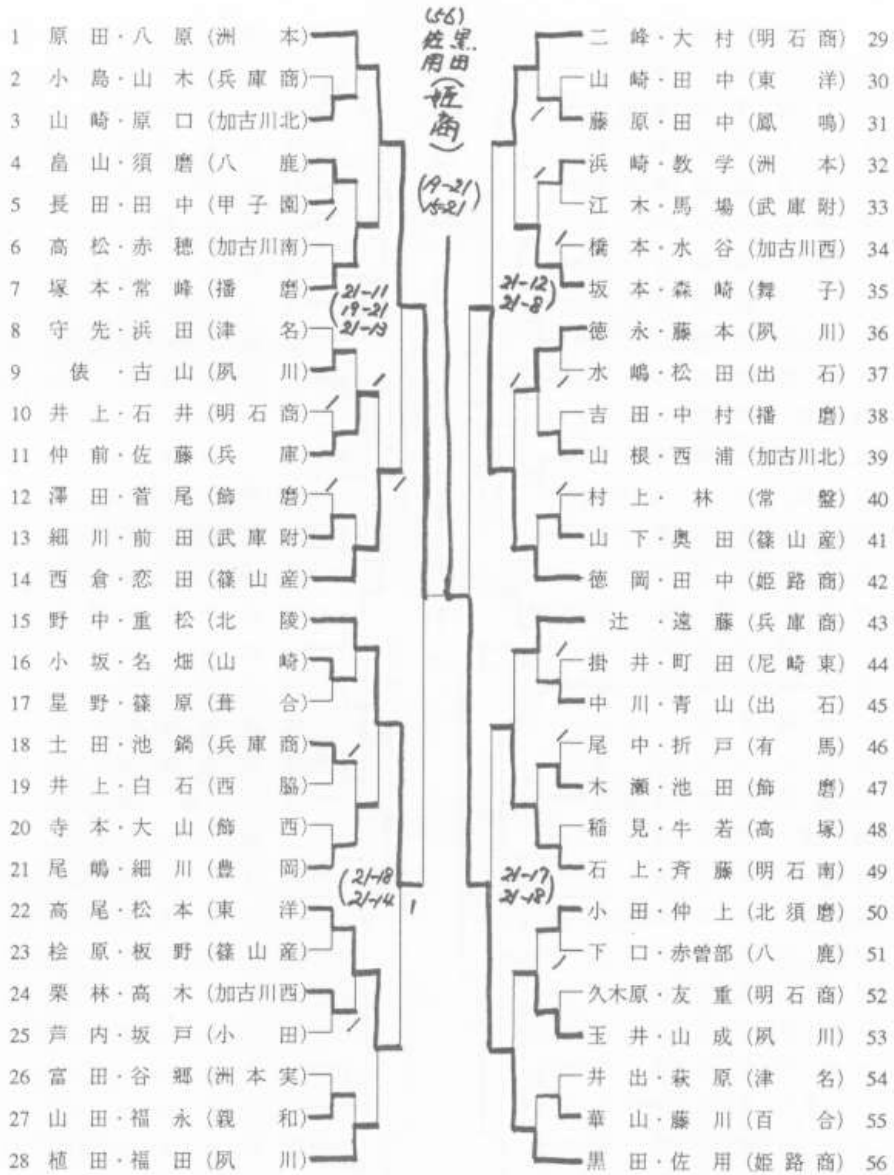 1 原田・八原(洲本)
2 小島・山木(兵庫商)
3 山崎・原口(加古川北)
4 畠山・須磨(八鹿)
5 長田・田中(甲子園)
6 高松・赤穂(加古川南)
7 塚本・常峰(播磨)
8 守先・浜田(津名)
9 俵・古山(夙川)
10 井上・石井(明石商)
11 仲前・佐藤(兵庫)
12 澤田・菅尾(飾磨)
13 細川・前田(武庫附)
14 西倉・恋田(篠山産)
15 野中・重松(北陵)
16 小坂・名畑(山崎)
17 星野・篠原(葺合)
18 土田・池鍋(兵庫商)
19 井上・白石(西脇)
20 寺本・大山(飾西)
21 尾嶋・細川(豊岡)
22 高尾・松本(東洋)
23 桧原・板野(篠山産)
24 栗林・高木(加古川西)
25 芦内・坂戸(小田)
26 富田・谷郷(洲本実)
27 山田・福永(親和)
28 植田・福田(夙川)
(56)
黒田
佐用
(姫商)
(19-21
15-21)
(21-11
19-21
21-13
21-12
21-8)
(21-18
21-14
21-17
21-18)
二峰・大村(明石商) 29
山崎・田中(東洋) 30
藤原・田中(鳳鳴) 31
浜崎・教学(洲本) 32
江木・馬場(武庫附) 33
橋本・水谷(加古川西) 34
坂本・森崎(舞子) 35
徳永・藤本(夙川) 36
水嶋・松田(出石) 37
吉田・中村(播磨) 38
山根・西浦(加古川北) 39
村上・林(常盤) 40
山下・奥田(篠山産) 41
徳岡・田中(姫路商) 42
辻・遠藤(兵庫商) 43
掛井・町田(尼崎東) 44
中川・青山(出石) 45
尾中・折戸(有馬) 46
木瀬・池田(飾磨) 47
稲見・牛若(高塚) 48
石上・斉藤(明石南) 49
小田・仲上(北須磨) 50
下口・赤曽部(八鹿) 51
久木原・友重(明石商) 52
玉井・山成(夙川) 53
井出・萩原(津名) 54
華山・藤川(百合) 55
黒田・佐用(姫路商) 56